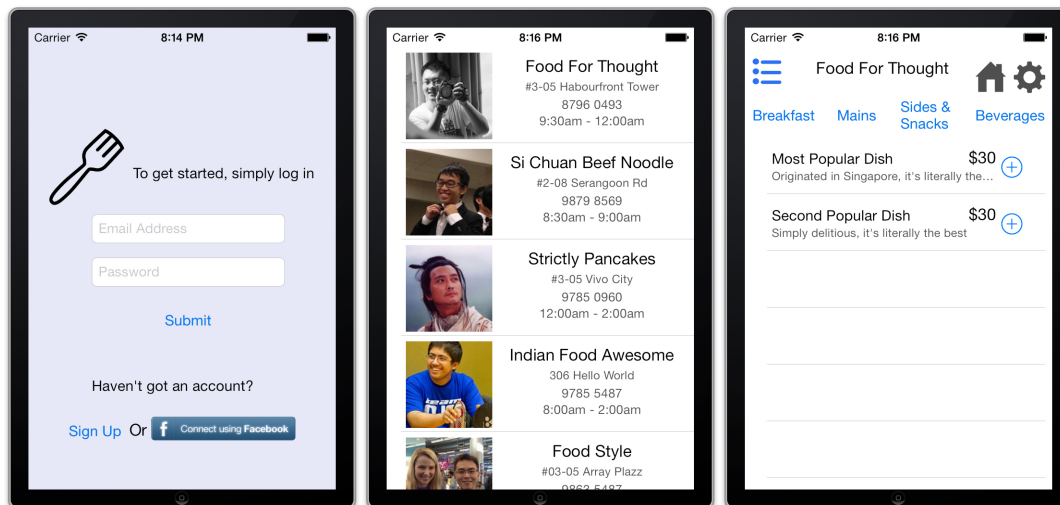 Carrier 8:14 PM
To get started, simply log in
Email Address
Password
Submit
Haven't got an account?
Sign Up Or f Connect using Facebook
Carrier 8:16 PM
Food For Thought
#3-05 Habourfront Tower
8796 0493
9:30am - 12:00am
Si Chuan Beef Noodle
#2-08 Serangoon Rd
9879 8569
8:30am - 9:00am
Strictly Pancakes
#3-05 Vivo City
9785 0960
12:00am - 2:00am
Indian Food Awesome
306 Hello World
9785 5487
8:00am - 2:00am
Food Style
#03-05 Array Plazz
9863 5487
Carrier 8:16 PM
Food For Thought
Breakfast Mains Sides & Snacks Beverages
Most Popular Dish $30
Originated in Singapore, it's literally the...
Second Popular Dish $30
Simply delitious, it's literally the best